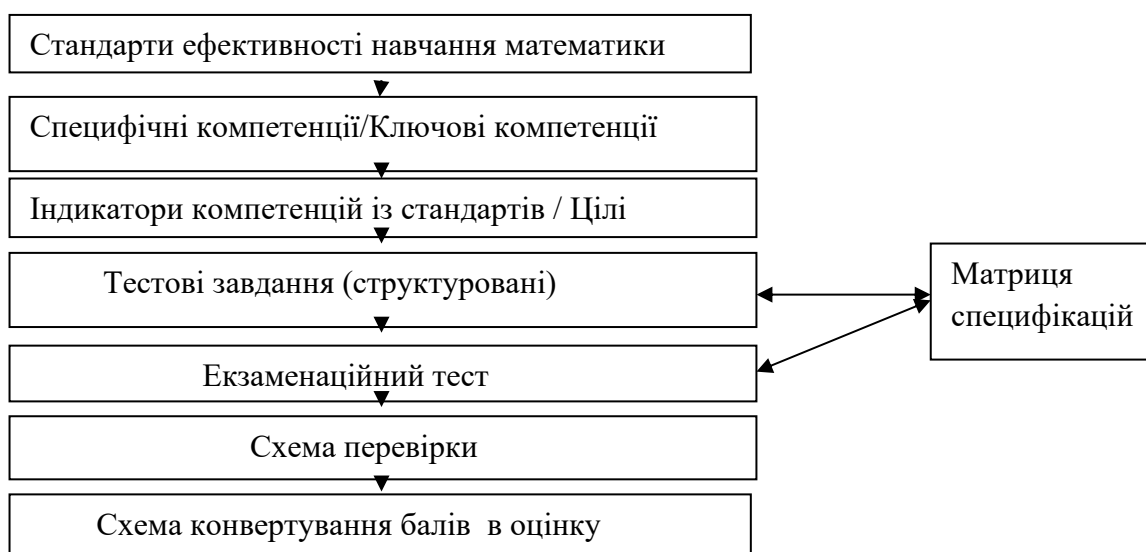 Стандарти ефективності навчання математики
Специфічні компетенції/Ключові компетенції
Індикатори компетенцій із стандартів / Цілі
Тестові завдання (структуровані)
Матриця
специфікацій
Екзаменаційний тест
Схема перевірки
Схема конвертування балів в оцінку